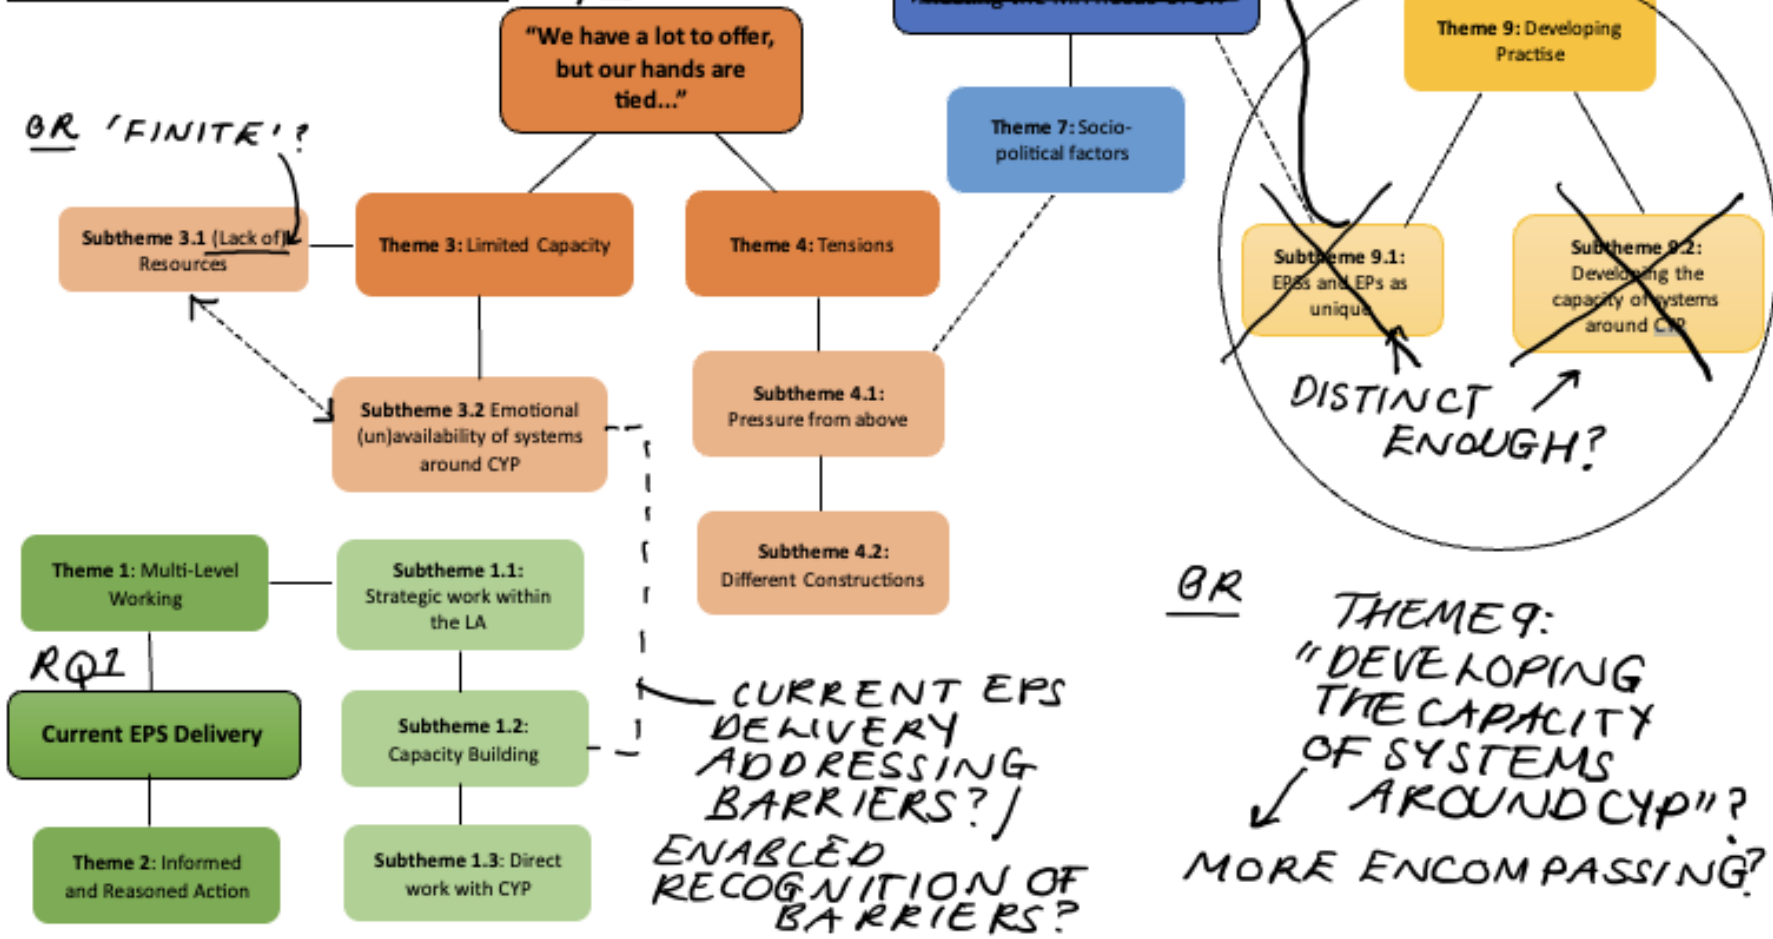 "We have a lot to offer,
but our hands are
tied..."
Theme 9: Developing
Practise
Theme 7: Socio-
political factors
OR 'FINITE'?
Subtheme 3.1 (Lack of)
Resources
Theme 3: Limited Capacity
Theme 4: Tensions
Subtheme 9.1:
EPSs and EPs as
unique
Subtheme 9.2:
Developing the
capacity of systems
around CYP
DISTINCT
ENOUGH?
Subtheme 3.2 Emotional
(un)availability of systems
around CYP
Subtheme 4.1:
Pressure from above
Subtheme 4.2:
Different Constructions
Theme 1: Multi-Level
Working
Subtheme 1.1:
Strategic work within
the LA
RQ1
Current EPS Delivery
Subtheme 1.2:
Capacity Building
Theme 2: Informed
and Reasoned Action
Subtheme 1.3: Direct
work with CYP
CURRENT EPS
DELIVERY
ADDRESSING
BARRIERS? /
ENABLED
RECOGNITION OF
BARRIERS?
OR
THEME 9:
"DEVELOPING
THE CAPACITY
OF SYSTEMS
AROUND CYP"?
MORE ENCOMPASSING?